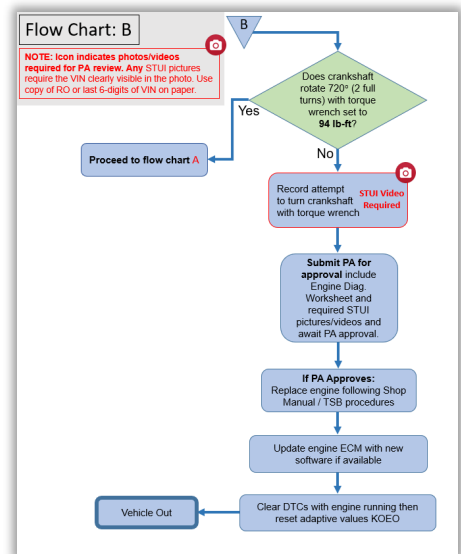 Flow Chart: B
NOTE: Icon indicates photos/videos
required for PA review. Any STUI pictures
require the VIN clearly visible in the photo. Use
copy of RO or last 6-digits of VIN on paper.
B
Does crankshaft
rotate 720° (2 full
turns) with torque
wrench set to
94 lb-ft?
Yes
Proceed to flow chart A
No
Record attempt
to turn crankshaft
with torque wrench
STUI Video
Required
Submit PA for
approval include
Engine Diag.
Worksheet and
required STUI
pictures/videos and
await PA approval.
If PA Approves:
Replace engine following Shop
Manual / TSB procedures
Update engine ECM with new
software if available
Clear DTCs with engine running then
reset adaptive values KOEO
Vehicle Out